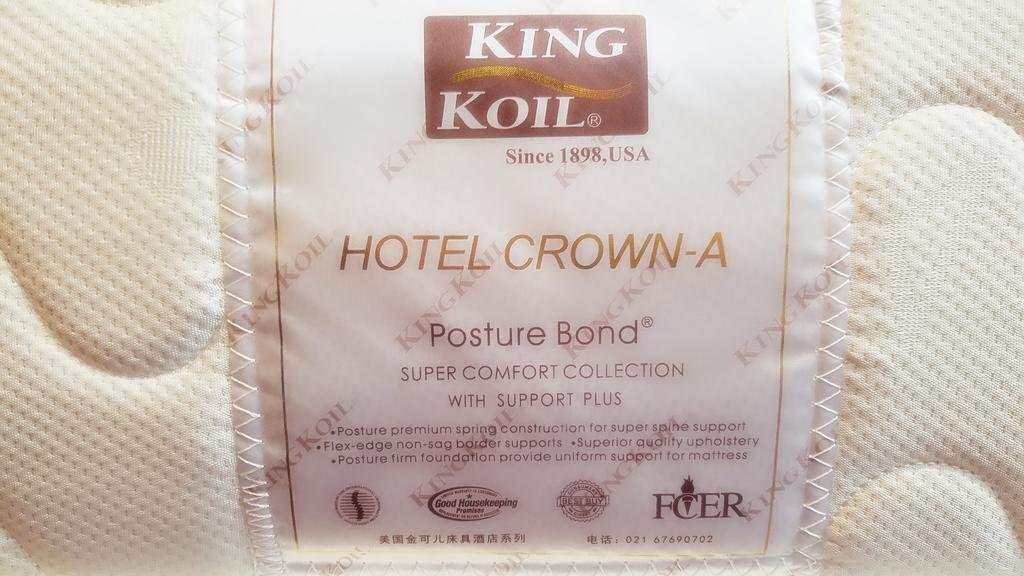 KING
KOIL®
Since 1898,USA
HOTEL CROWN-A
Posture Bond®
SUPER COMFORT COLLECTION
WITH SUPPORT PLUS
•Posture premium spring construction for super spine support
•Flex-edge non-sag border supports •Superior quality upholstery
•Posture firm foundation provide uniform support for mattress
Good Housekeeping
Promises
BEST BUY
FCER
美国金可儿床具酒店系列 电话：021 67690702